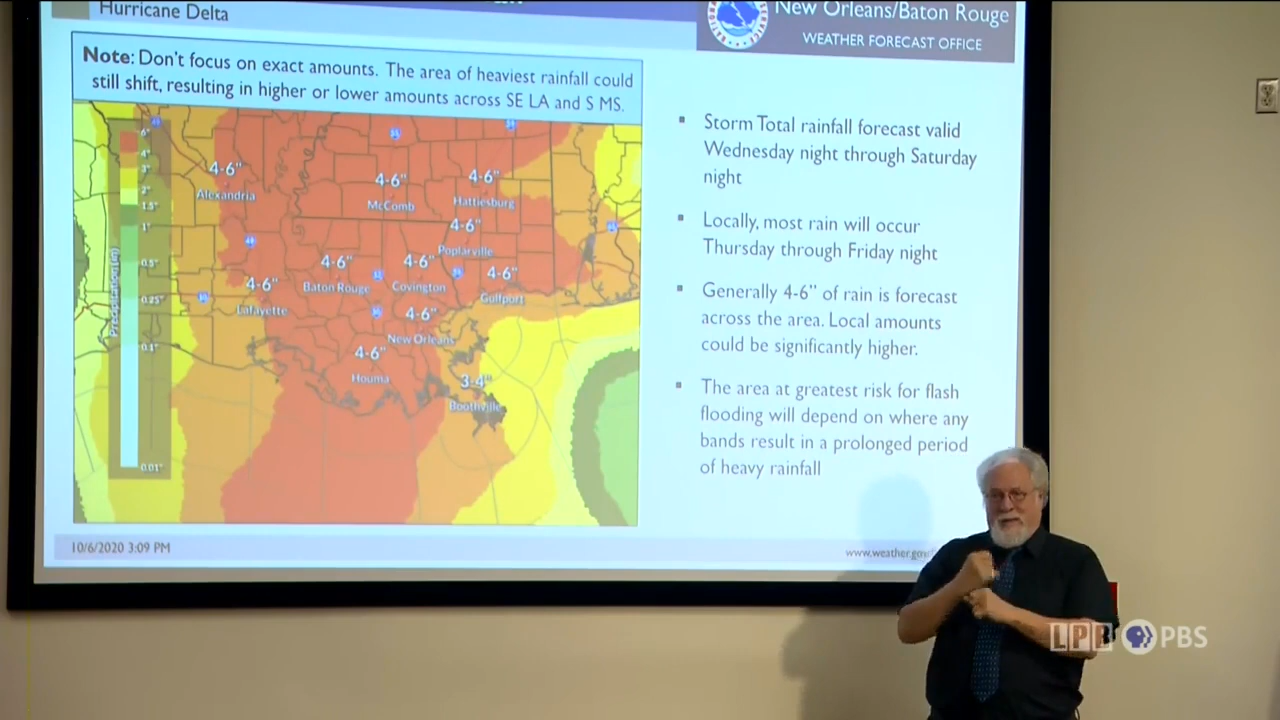 Hurricane Delta
New Orleans/Baton Rouge
WEATHER FORECAST OFFICE
Note: Don't focus on exact amounts. The area of heaviest rainfall could
still shift, resulting in higher or lower amounts across SE LA and S MS.
6"
4"
3"
2"
1.5"
1"
0.5"
0.25"
0.1"
0.01"
Precipitation (in)
4-6"
Alexandria
4-6"
McComb
4-6"
Hattiesburg
4-6"
Poplarville
4-6"
Baton Rouge
4-6"
Covington
4-6"
Gulfport
4-6"
Lafayette
4-6"
New Orleans
4-6"
Houma
3-4"
Boothville
Storm Total rainfall forecast valid
Wednesday night through Saturday
night
Locally, most rain will occur
Thursday through Friday night
Generally 4-6" of rain is forecast
across the area. Local amounts
could be significantly higher.
The area at greatest risk for flash
flooding will depend on where any
bands result in a prolonged period
of heavy rainfall
10/6/2020 3:09 PM
www.weather.gov
LPB PBS